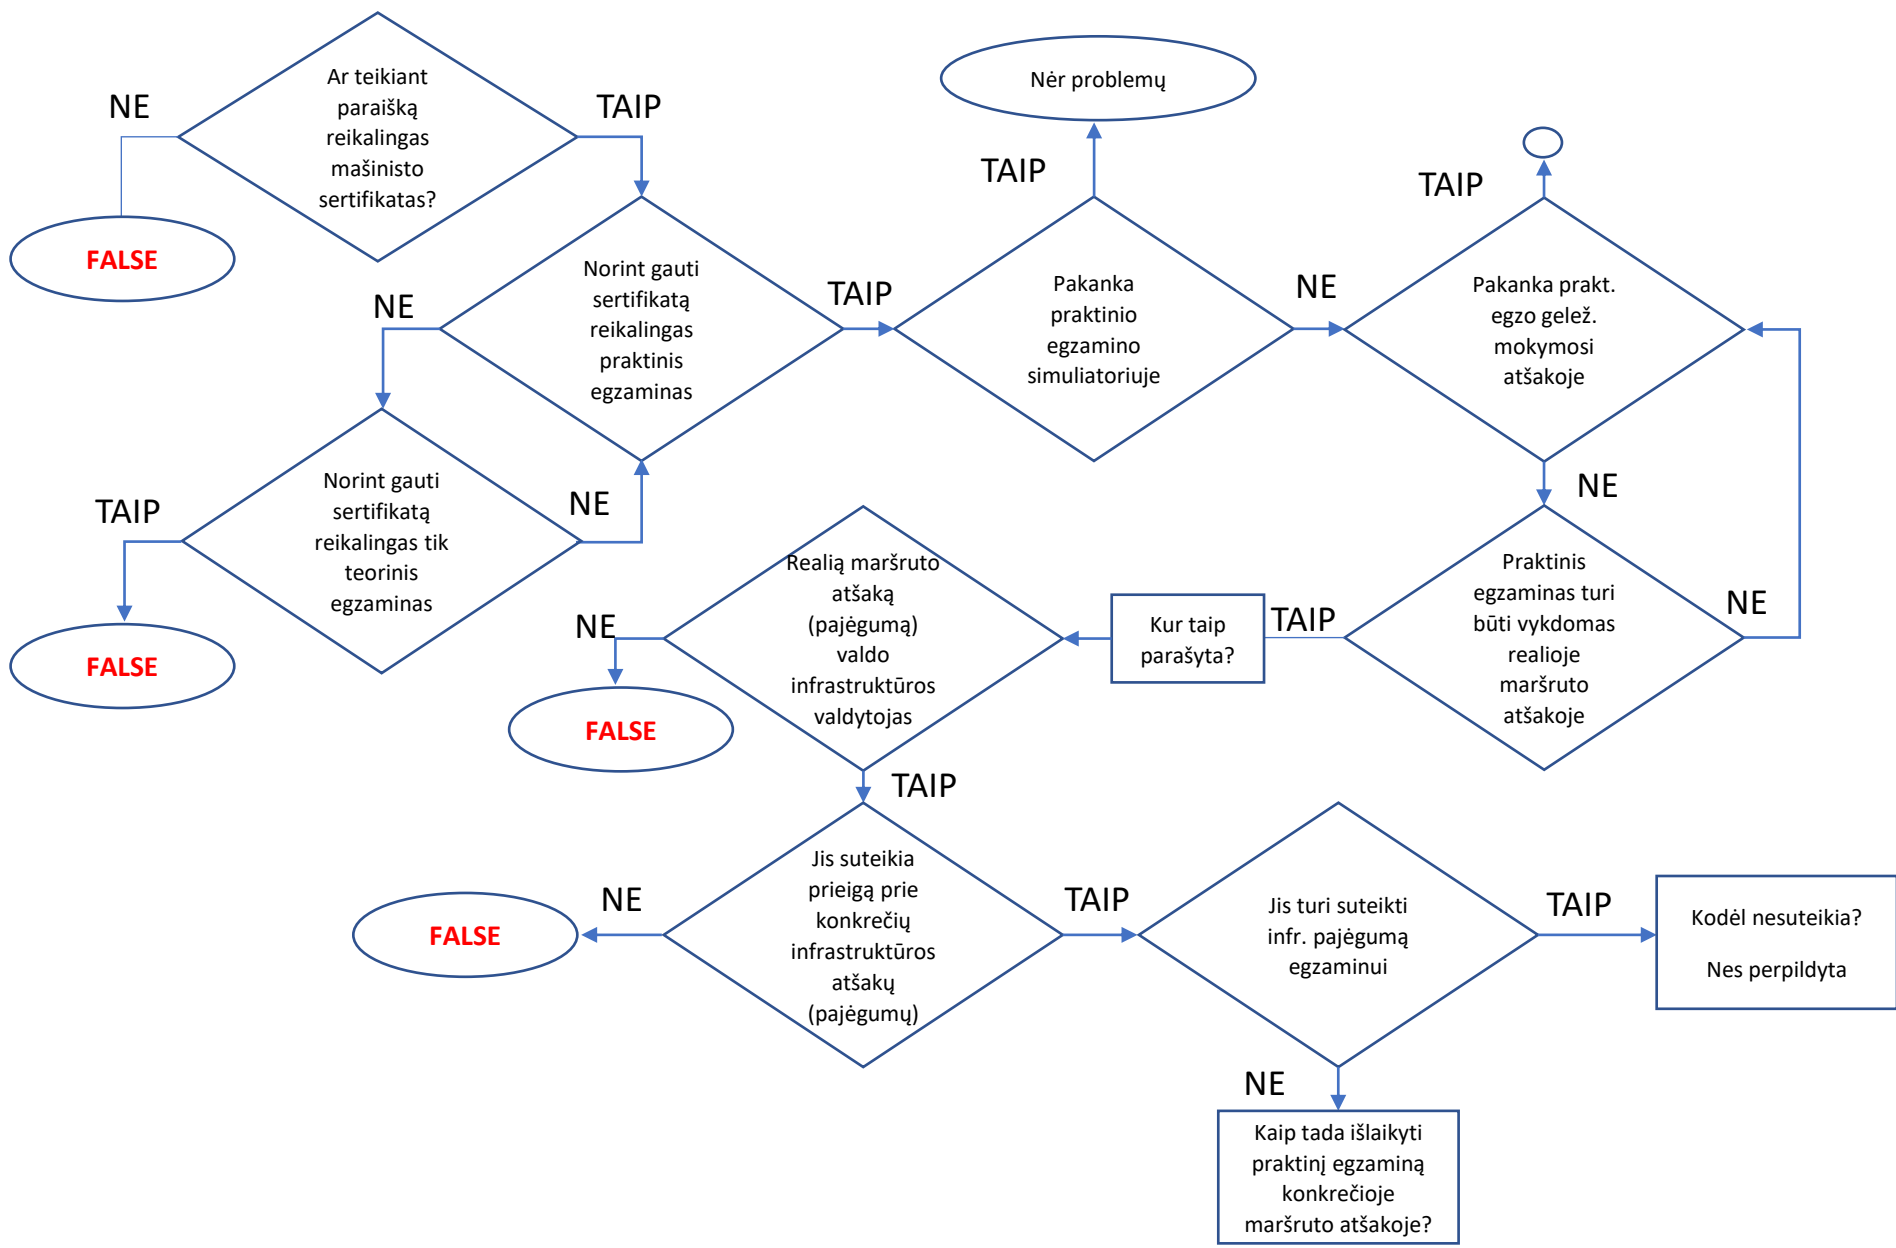 Ar teikiant
paraišką
reikalingas
mašinisto
sertifikatas?
NE
TAIP
FALSE
Norint gauti
sertifikatą
reikalingas
praktinis
egzaminas
NE
TAIP
Norint gauti
sertifikatą
reikalingas tik
teorinis
egzaminas
TAIP
NE
FALSE
Nėr problemų
TAIP
Pakanka
praktinio
egzamino
simuliatoriuje
NE
TAIP
Pakanka prakt.
egzo gelež.
mokymosi
atšakoje
NE
Praktinis
egzaminas turi
būti vykdomas
realioje
maršruto
atšakoje
NE
TAIP
Kur taip
parašyta?
Realią maršruto
atšaką
(pajėgumą)
valdo
infrastruktūros
valdytojas
NE
FALSE
TAIP
Jis suteikia
prieigą prie
konkrečių
infrastruktūros
atšakų
(pajėgumų)
NE
FALSE
TAIP
Jis turi suteikti
infr. pajėgumą
egzaminui
TAIP
Kodėl nesuteikia?
Nes perpildyta
NE
Kaip tada išlaikyti
praktinį egzaminą
konkrečioje
maršruto atšakoje?